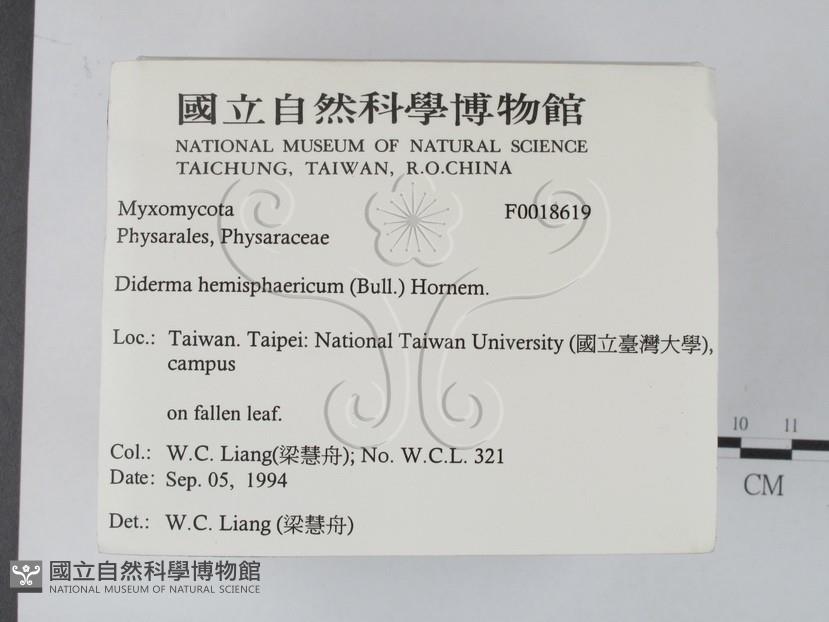 國立自然科學博物館
NATIONAL MUSEUM OF NATURAL SCIENCE
TAICHUNG, TAIWAN, R.O.CHINA
Myxomycota F0018619
Physarales, Physaraceae
Diderma hemisphaericum (Bull.) Hornem.
Loc.: Taiwan. Taipei: National Taiwan University (國立臺灣大學),
campus
on fallen leaf.
Col.: W.C. Liang(梁慧舟); No. W.C.L. 321
Date: Sep. 05, 1994
Det.: W.C. Liang (梁慧舟)
10 11
CM
國立自然科學博物館
NATIONAL MUSEUM OF NATURAL SCIENCE